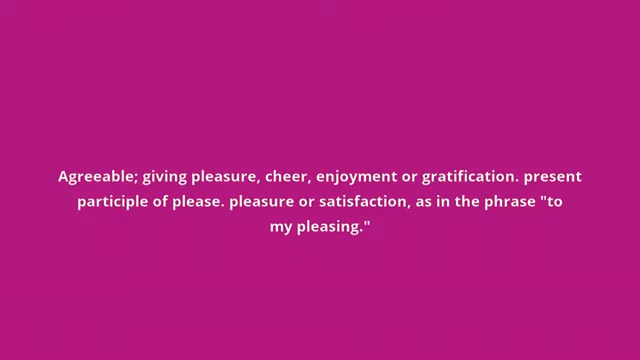 Agreeable; giving pleasure, cheer, enjoyment or gratification. present
participle of please. pleasure or satisfaction, as in the phrase "to
my pleasing."